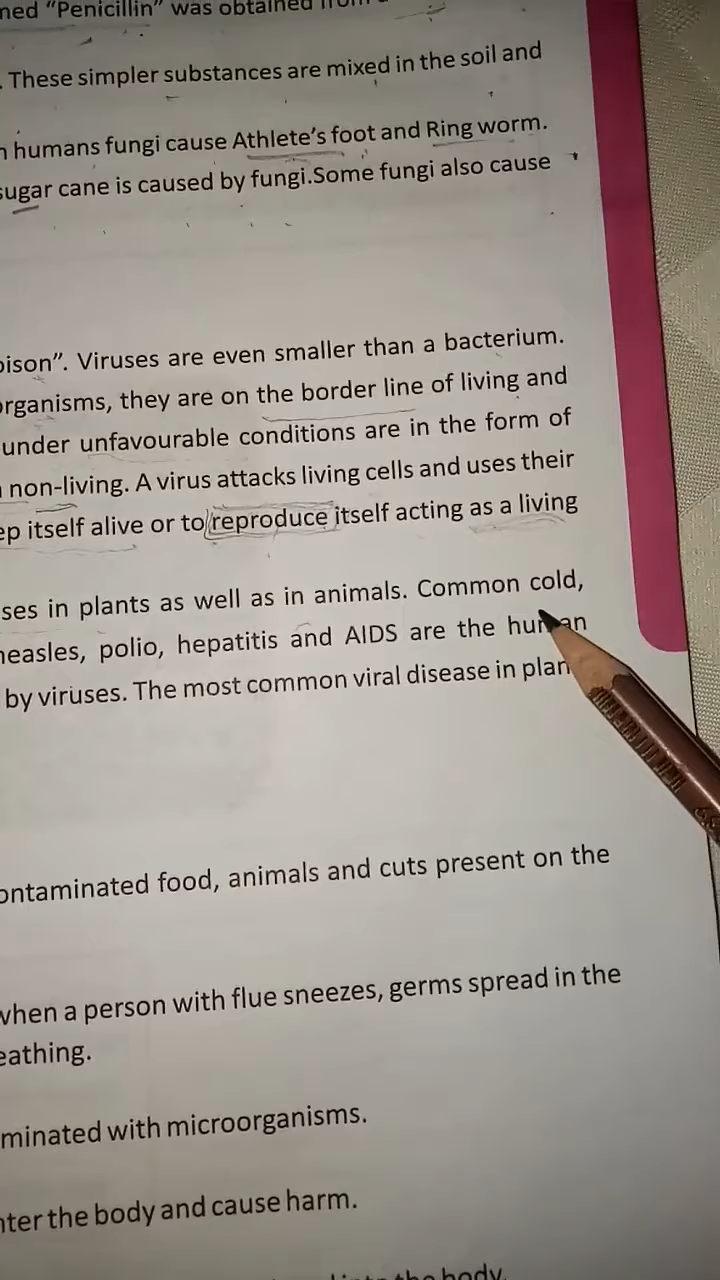 ned “Penicillin” was obtained from
. These simpler substances are mixed in the soil and
humans fungi cause Athlete’s foot and Ring worm.
sugar cane is caused by fungi.Some fungi also cause
oison”. Viruses are even smaller than a bacterium.
organisms, they are on the border line of living and
under unfavourable conditions are in the form of
non-living. A virus attacks living cells and uses their
ep itself alive or to reproduce itself acting as a living
ses in plants as well as in animals. Common cold,
measles, polio, hepatitis and AIDS are the human
by viruses. The most common viral disease in plan
ontaminated food, animals and cuts present on the
when a person with flue sneezes, germs spread in the
eathing.
minated with microorganisms.
nter the body and cause harm.
the body.